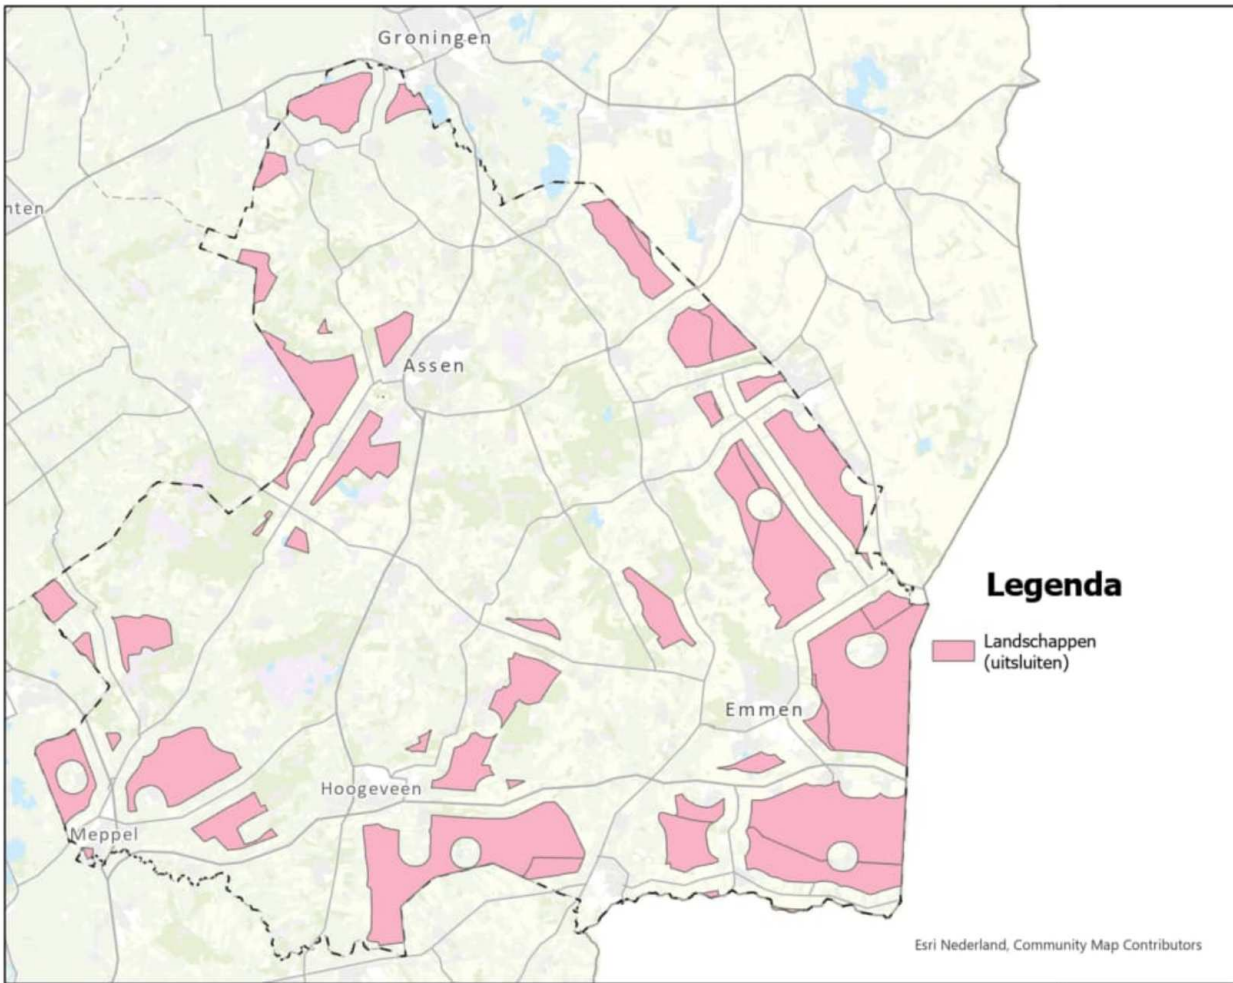 Groningen
nten
Assen
Legenda
Landschappen
(uitsluiten)
Emmen
Hoogeveen
Meppel
Esri Nederland, Community Map Contributors